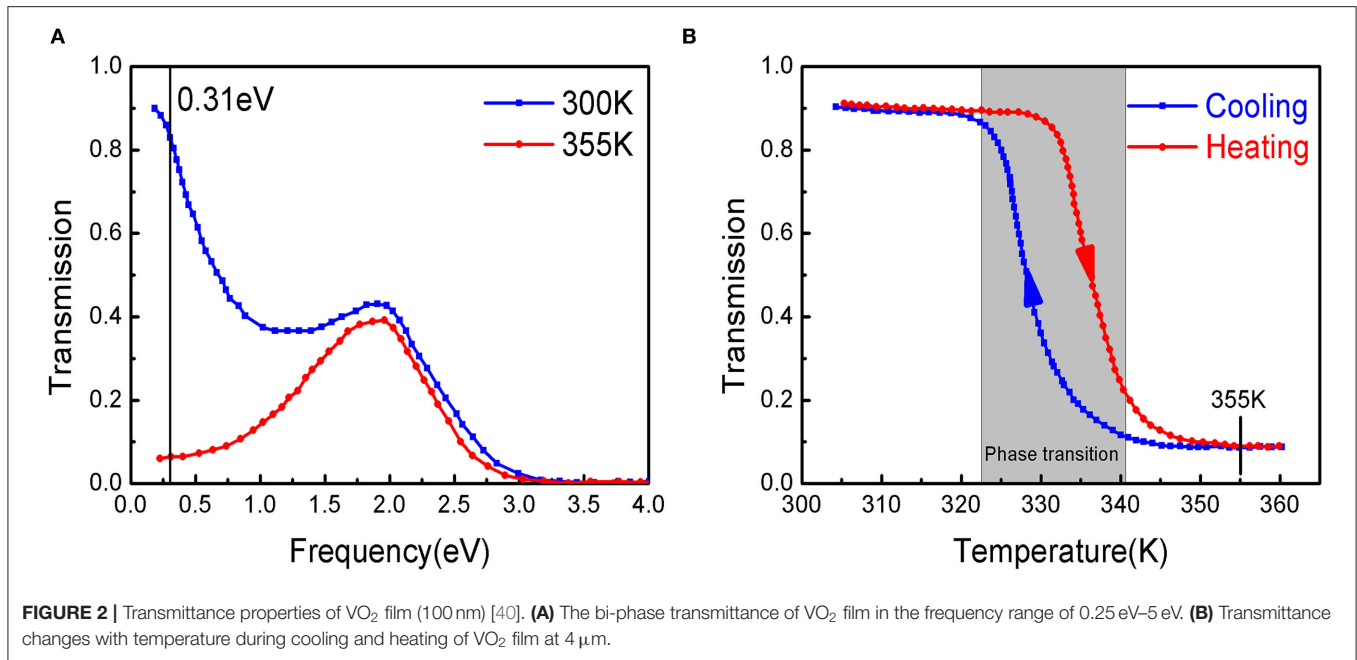 A
1.0
0.8
0.6
0.4
0.2
0.0
Transmission
0.31eV
300K
355K
0.0 0.5 1.0 1.5 2.0 2.5 3.0 3.5 4.0
Frequency(eV)
B
1.0
0.8
0.6
0.4
0.2
0.0
Transmission
Cooling
Heating
355K
Phase transition
300 310 320 330 340 350 360
Temperature(K)
FIGURE 2 | Transmittance properties of VO₂ film (100 nm) [40]. (A) The bi-phase transmittance of VO₂ film in the frequency range of 0.25 eV–5 eV. (B) Transmittance
changes with temperature during cooling and heating of VO₂ film at 4 μm.